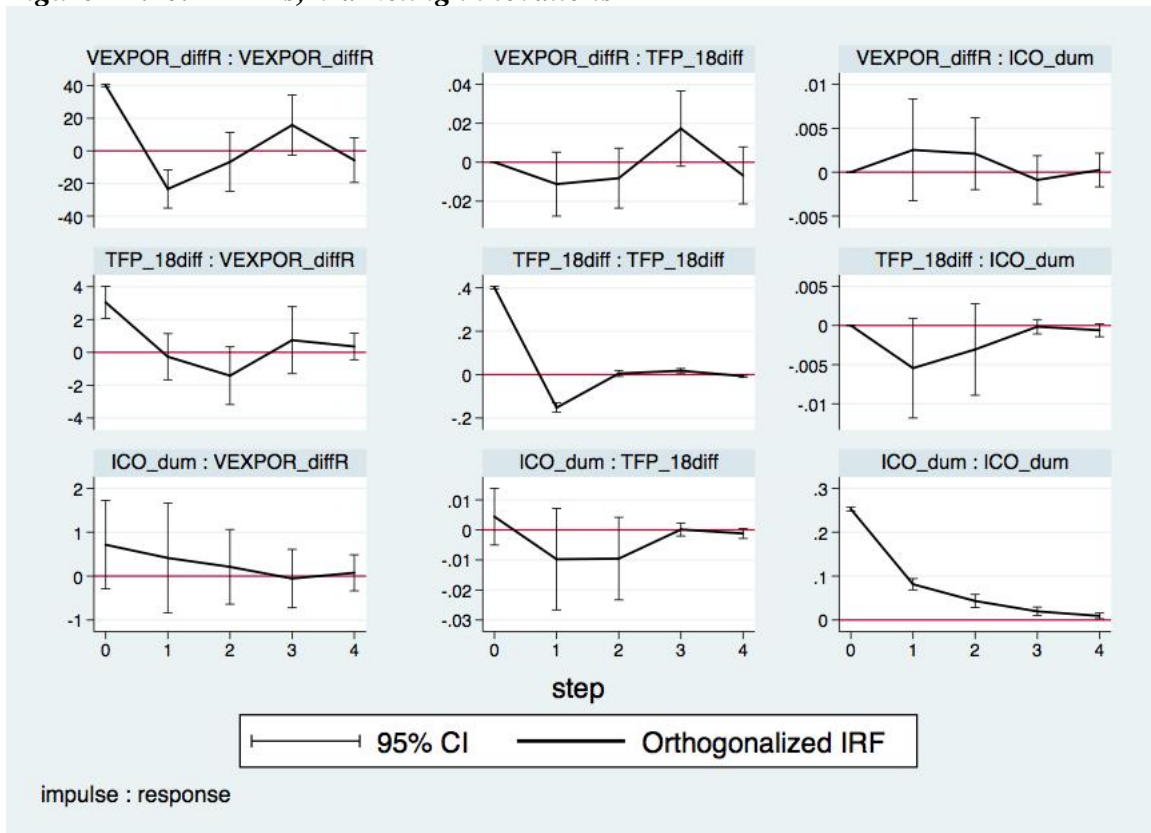 VEXPOR_diffR : VEXPOR_diffR VEXPOR_diffR : TFP_18diff VEXPOR_diffR : ICO_dum
40 20 0 -20 -40
.04 .02 0 -.02
.01 .005 0 -.005
TFP_18diff : VEXPOR_diffR TFP_18diff : TFP_18diff TFP_18diff : ICO_dum
4 2 0 -2 -4
.4 .2 0 -.2
.005 0 -.005 -.01
ICO_dum : VEXPOR_diffR ICO_dum : TFP_18diff ICO_dum : ICO_dum
2 1 0 -1
.01 0 -.01 -.02 -.03
.3 .2 .1 0
0 1 2 3 4 0 1 2 3 4 0 1 2 3 4
step
95% CI Orthogonalized IRF
impulse : response